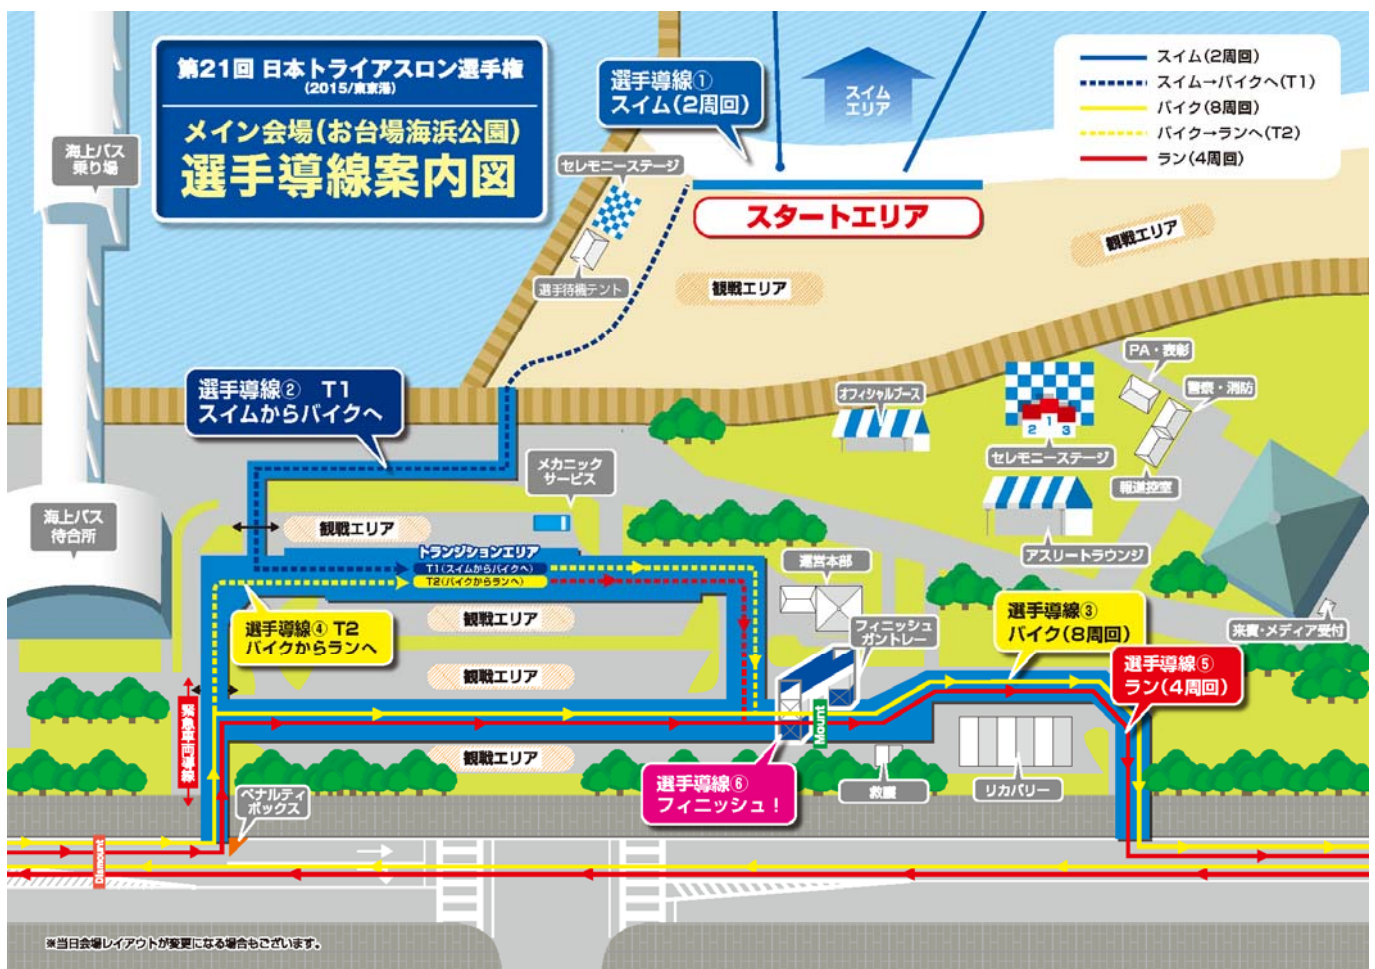 第21回 日本トライアスロン選手権
(2015/東京港)
メイン会場(お台場海浜公園)
選手導線案内図
海上バス
乗り場
選手導線①
スイム(2周回)
スイム
エリア
スイム(2周回)
スイム→バイクへ(T1)
バイク(8周回)
バイク→ランへ(T2)
ラン(4周回)
セレモニーステージ
スタートエリア
観戦エリア
選手待機テント
観戦エリア
選手導線② T1
スイムからバイクへ
PA・表彰
警察・消防
オフィシャルブース
1
2 3
セレモニーステージ
報道控室
メカニック
サービス
海上バス
待合所
観戦エリア
トランジションエリア
T1(スイムからバイクへ)
T2(バイクからランへ)
アスリートラウンジ
運営本部
選手導線④ T2
バイクからランへ
観戦エリア
フィニッシュ
ガントレー
選手導線③
バイク(8周回)
来賓・メディア受付
観戦エリア
選手導線⑤
ラン(4周回)
緊急車両導線
Mount
観戦エリア
選手導線⑥
フィニッシュ!
救護
リカバリー
ペナルティ
ボックス
Dismount
※当日会場レイアウトが変更になる場合もございます。